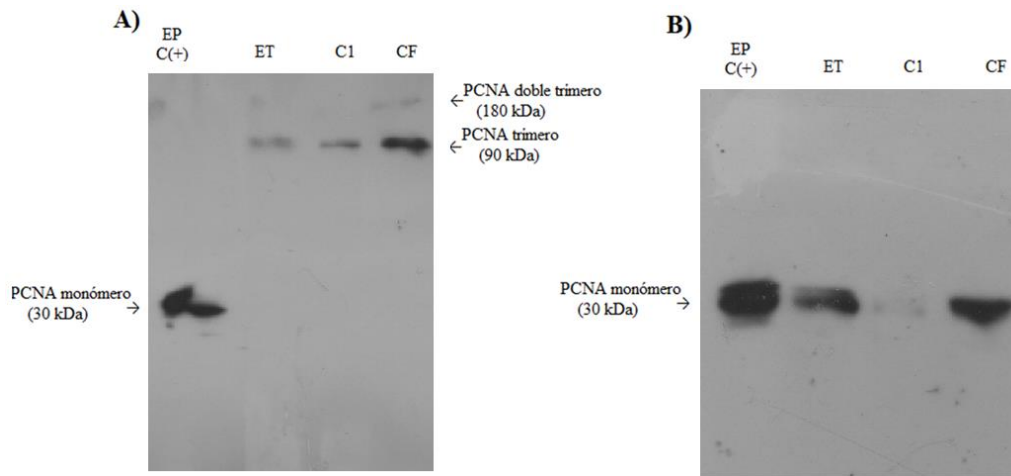 A)
EP
C(+)
ET
C1
CF
PCNA doble trimero
(180 kDa)
PCNA trímero
(90 kDa)
PCNA monómero
(30 kDa)
B)
EP
C(+)
ET
C1
CF
PCNA monómero
(30 kDa)